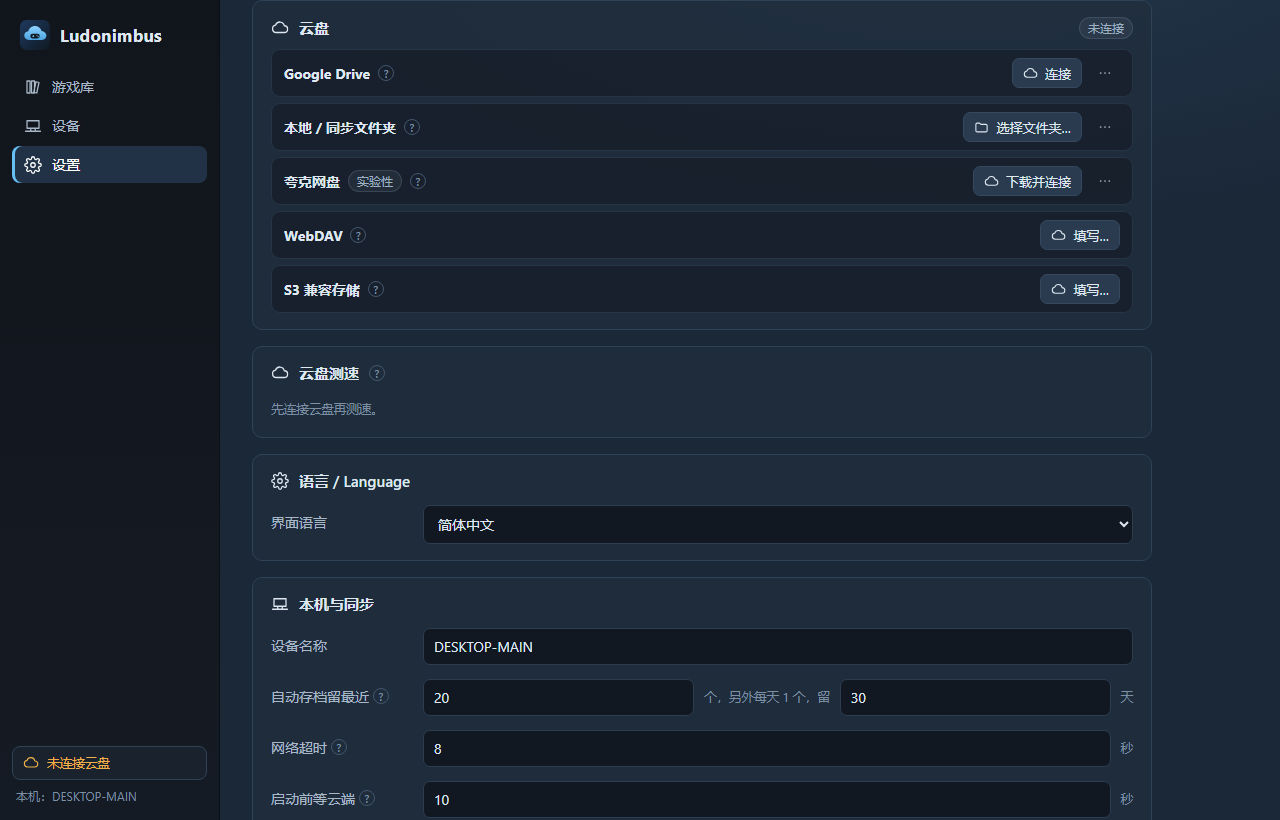 Ludonimbus
游戏库
设备
设置
未连接云盘
本机: DESKTOP-MAIN
云盘
未连接
Google Drive ?
连接 ...
本地 / 同步文件夹 ?
选择文件夹... ...
夸克网盘 实验性 ?
下载并连接 ...
WebDAV ?
填写...
S3 兼容存储 ?
填写...
云盘测速 ?
先连接云盘再测速。
语言 / Language
界面语言 简体中文
本机与同步
设备名称 DESKTOP-MAIN
自动存档留最近 ? 20 个，另外每天 1 个，留 30 天
网络超时 ? 8 秒
启动前等云端 ? 10 秒